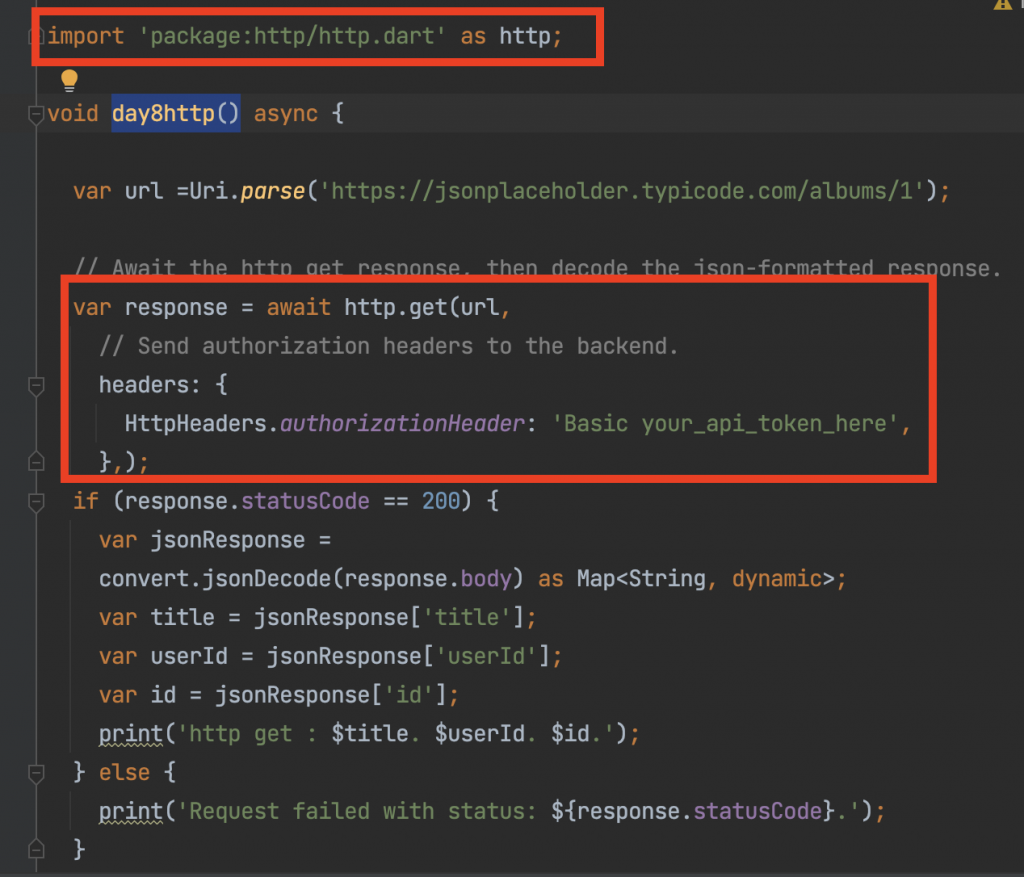 import 'package:http/http.dart' as http;
void day8http() async {
var url =Uri.parse('https://jsonplaceholder.typicode.com/albums/1');
// Await the http get response, then decode the json-formatted response.
var response = await http.get(url,
// Send authorization headers to the backend.
headers: {
HttpHeaders.authorizationHeader: 'Basic your_api_token_here',
},);
if (response.statusCode == 200) {
var jsonResponse =
convert.jsonDecode(response.body) as Map<String, dynamic>;
var title = jsonResponse['title'];
var userId = jsonResponse['userId'];
var id = jsonResponse['id'];
print('http get : $title. $userId. $id.');
} else {
print('Request failed with status: ${response.statusCode}.');
}